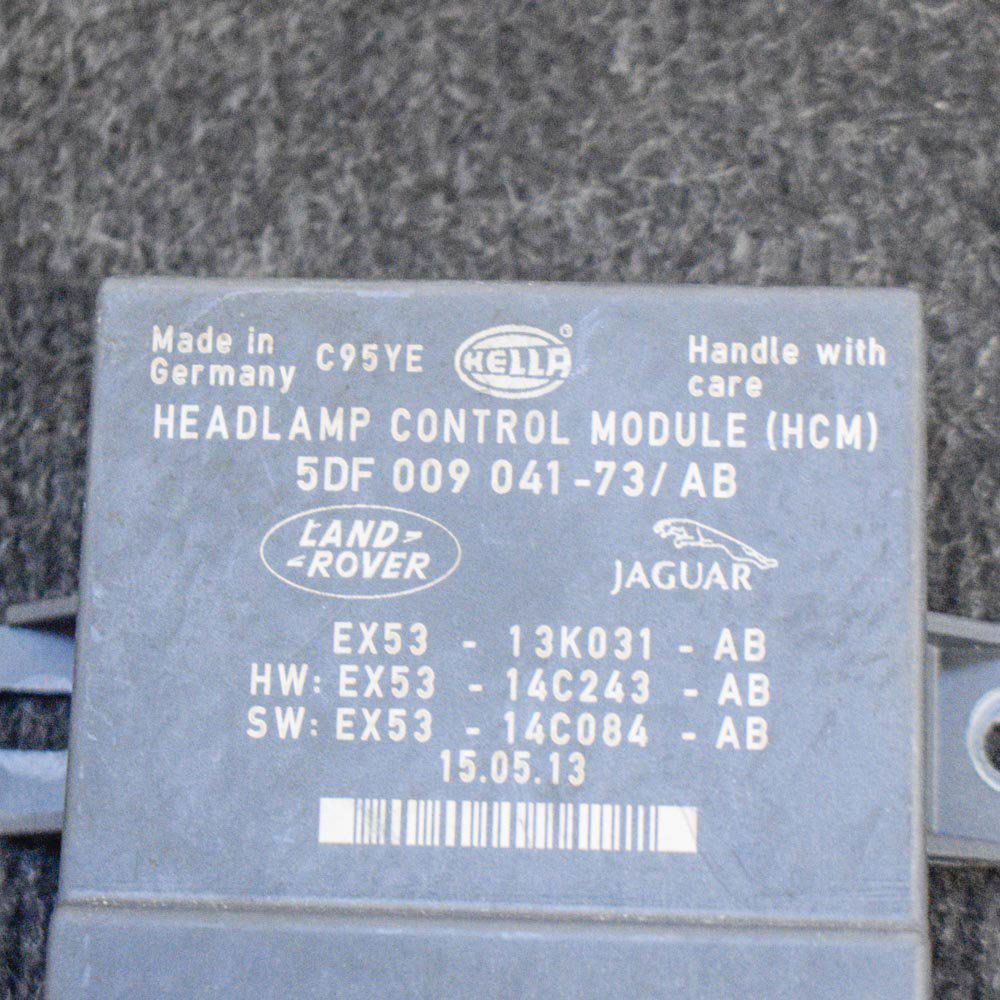 Made in Germany C95YE HELLA® Handle with care
HEADLAMP CONTROL MODULE (HCM)
5DF 009 041-73/AB
LAND ROVER JAGUAR
EX53 - 13K031 - AB
HW: EX53 - 14C243 - AB
SW: EX53 - 14C084 - AB
15.05.13